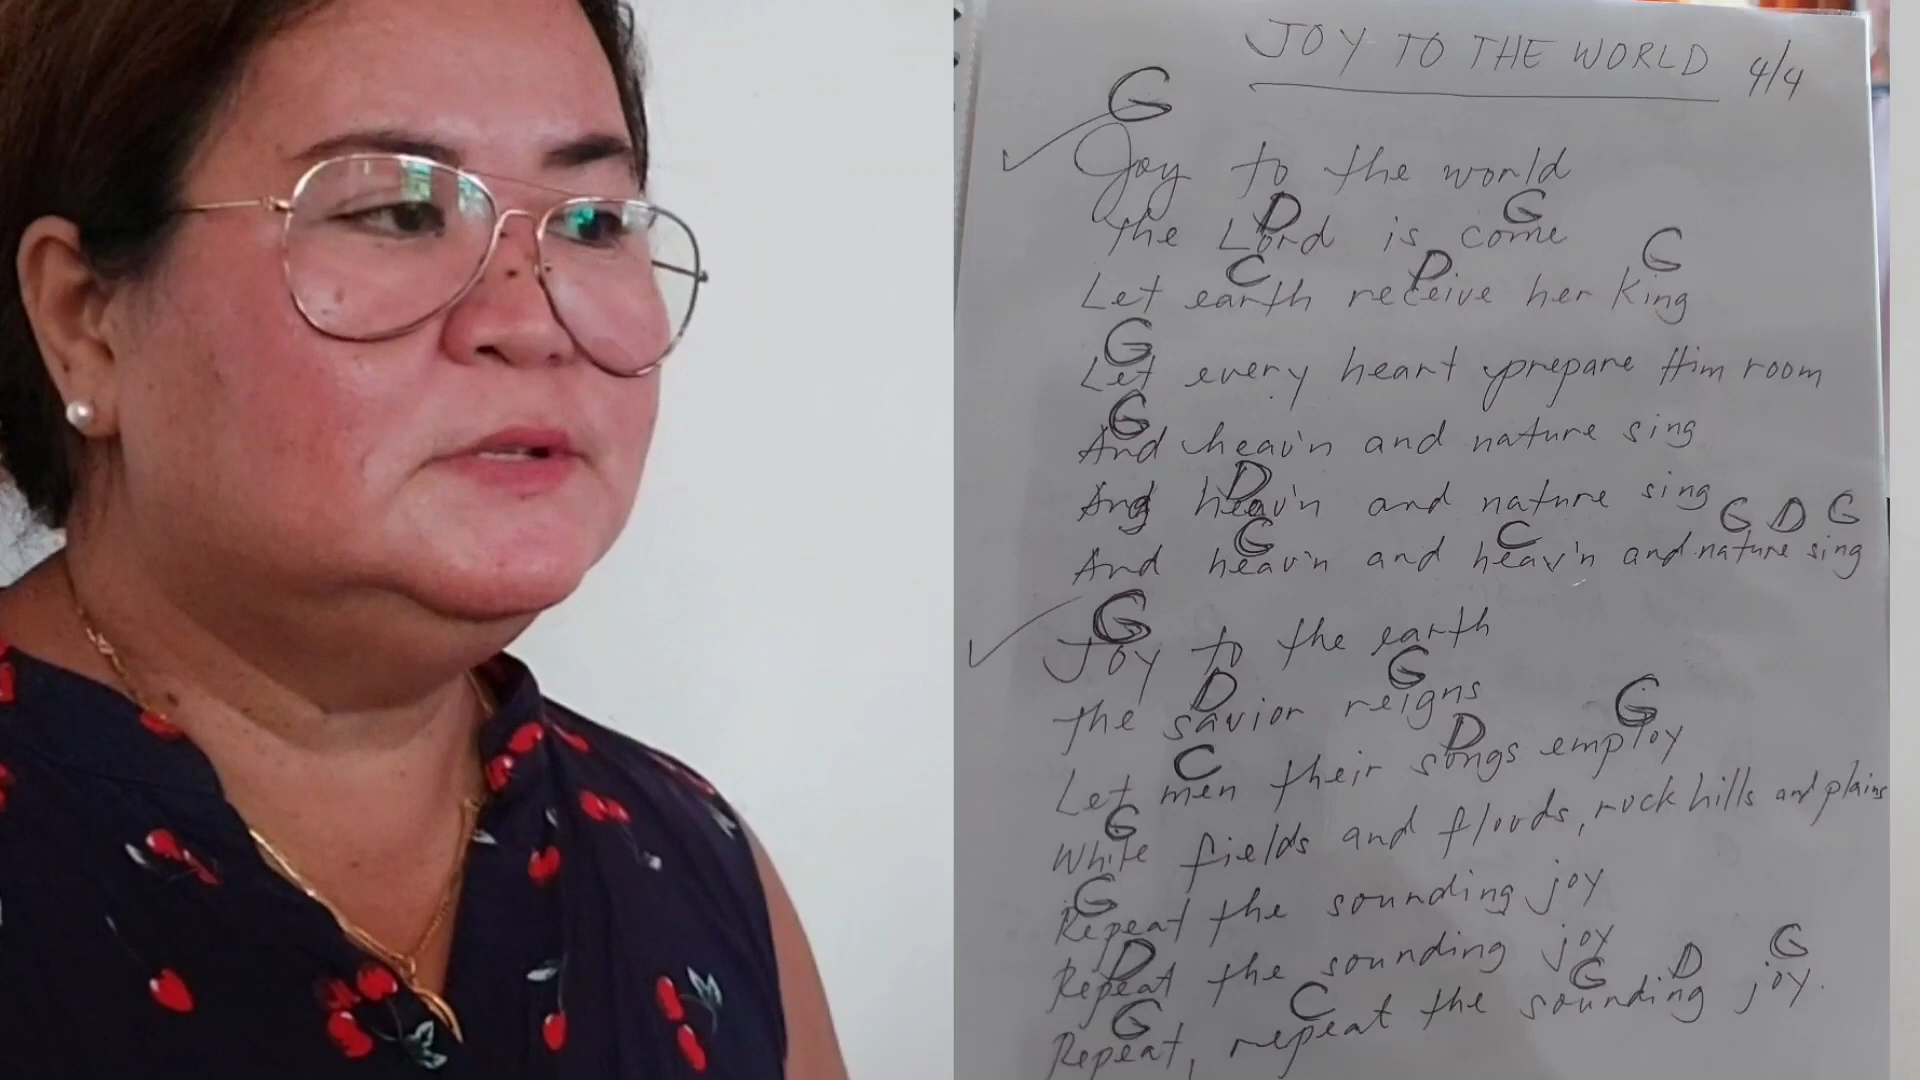 JOY TO THE WORLD 4/4
G
Joy to the world
D G
The Lord is come
C D G
Let earth receive her King
G
Let every heart prepare Him room
G
And heav'n and nature sing
D
And heav'n and nature sing
G C G D G
And heav'n and heav'n and nature sing
G
Joy to the earth
D G
The savior reigns
C D G
Let men their songs employ
G
While fields and floods, rock hills and plains
G
Repeat the sounding joy
D
Repeat the sounding joy
G C G D G
Repeat, repeat the sounding joy.